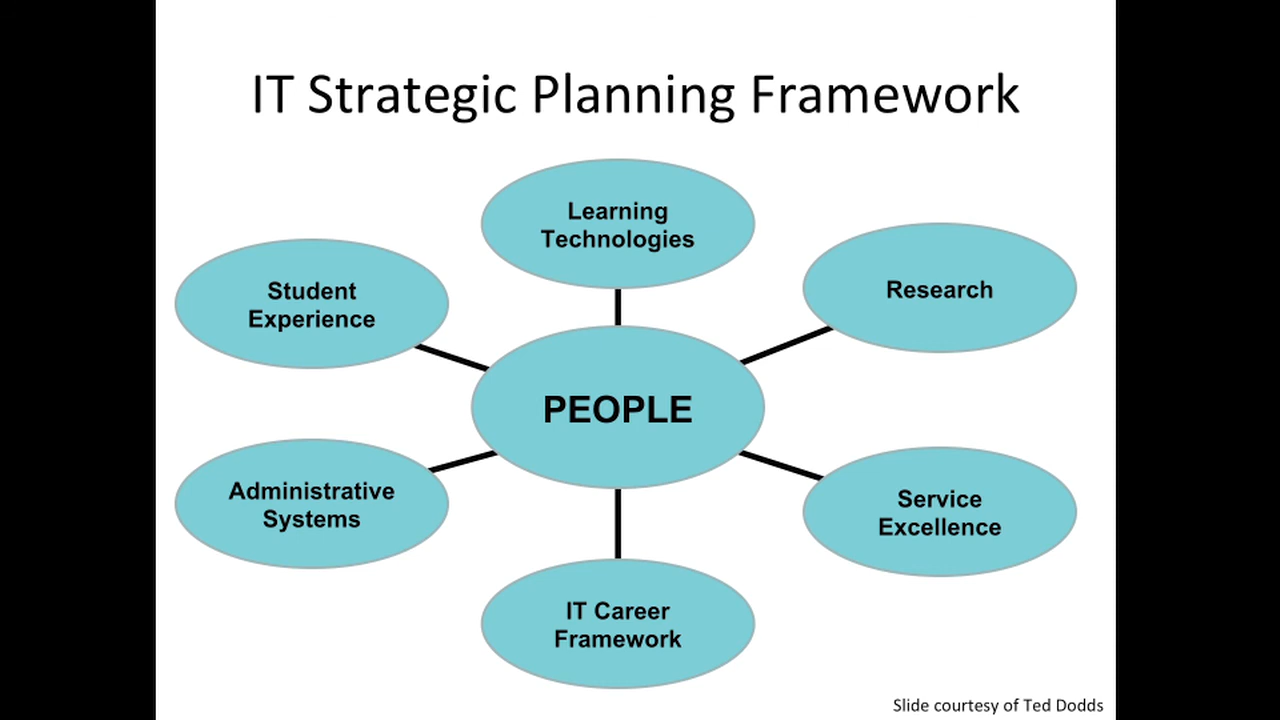 IT Strategic Planning Framework
Learning
Technologies
Student
Experience
Research
PEOPLE
Administrative
Systems
Service
Excellence
IT Career
Framework
Slide courtesy of Ted Dodds